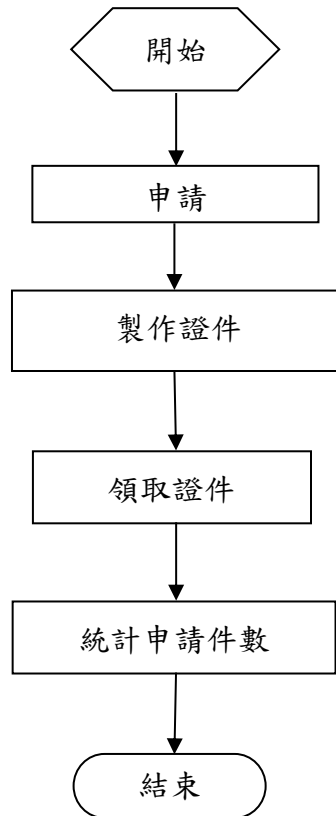 開始
申請
製作證件
領取證件
統計申請件數
結束